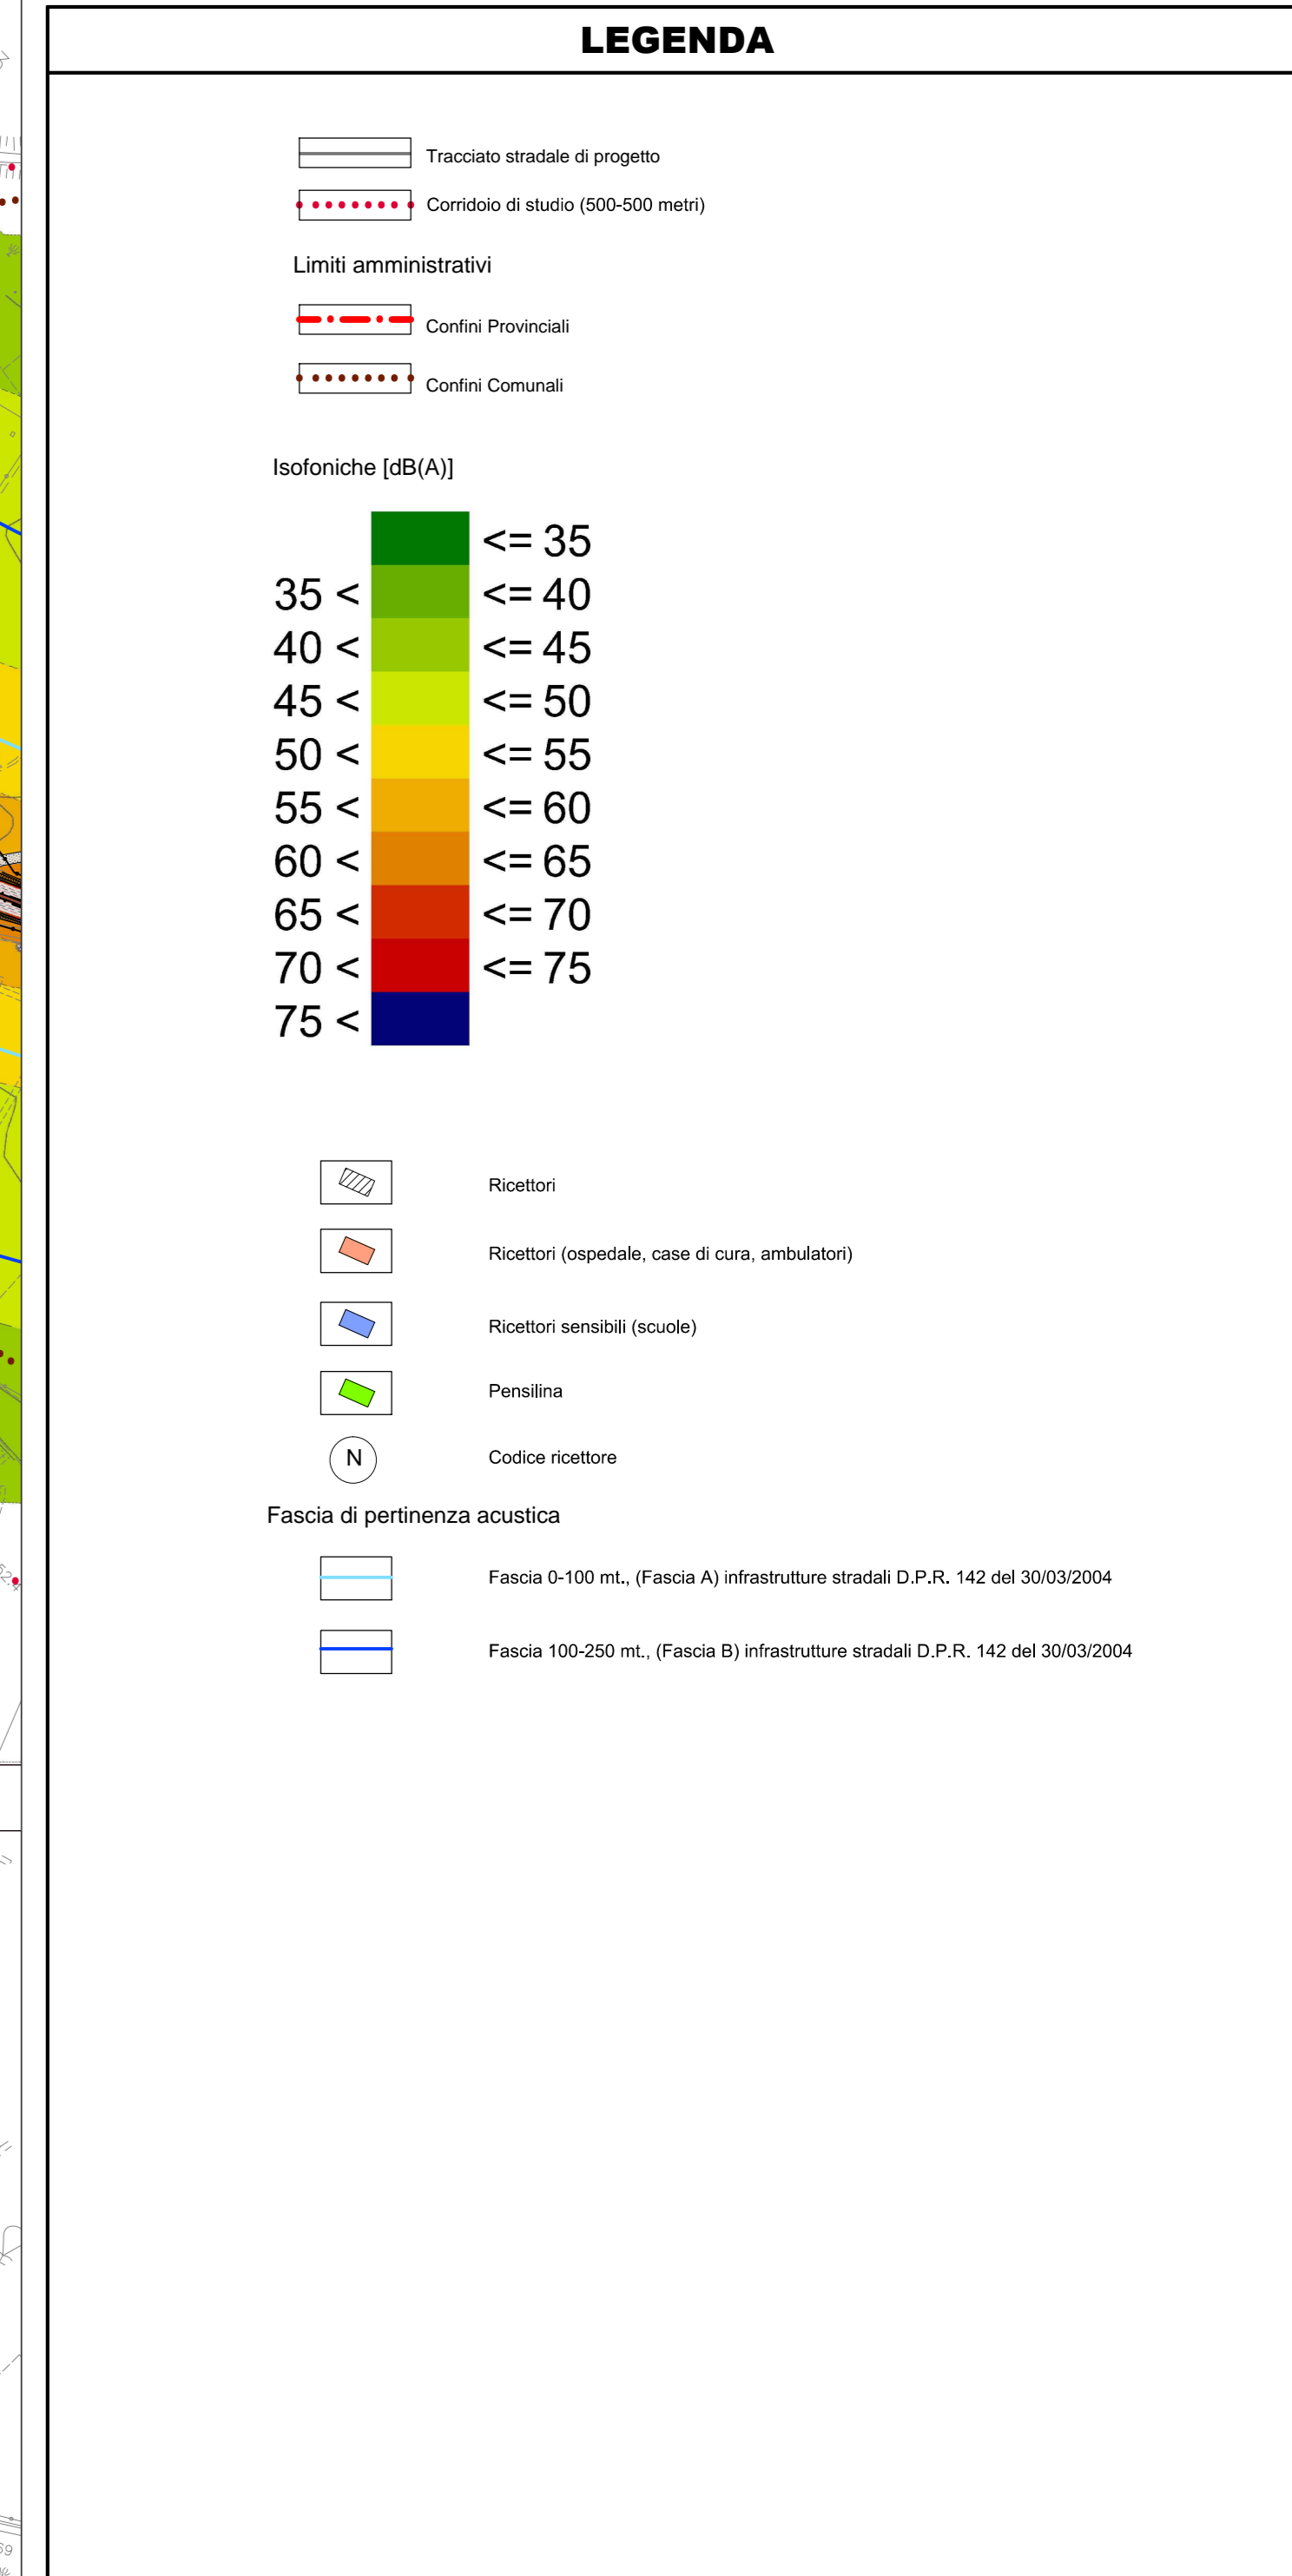 LEGENDA
Tracciato stradale di progetto
Corridoio di studio (500-500 metri)
Limiti amministrativi
Confini Provinciali
Confini Comunali
Isofoniche [dB(A)]
<= 35
35 < <= 40
40 < <= 45
45 < <= 50
50 < <= 55
55 < <= 60
60 < <= 65
65 < <= 70
70 < <= 75
75 <
Ricettori
Ricettori (ospedale, case di cura, ambulatori)
Ricettori sensibili (scuole)
Pensilina
N Codice ricettore
Fascia di pertinenza acustica
Fascia 0-100 mt., (Fascia A) infrastrutture stradali D.P.R. 142 del 30/03/2004
Fascia 100-250 mt., (Fascia B) infrastrutture stradali D.P.R. 142 del 30/03/2004